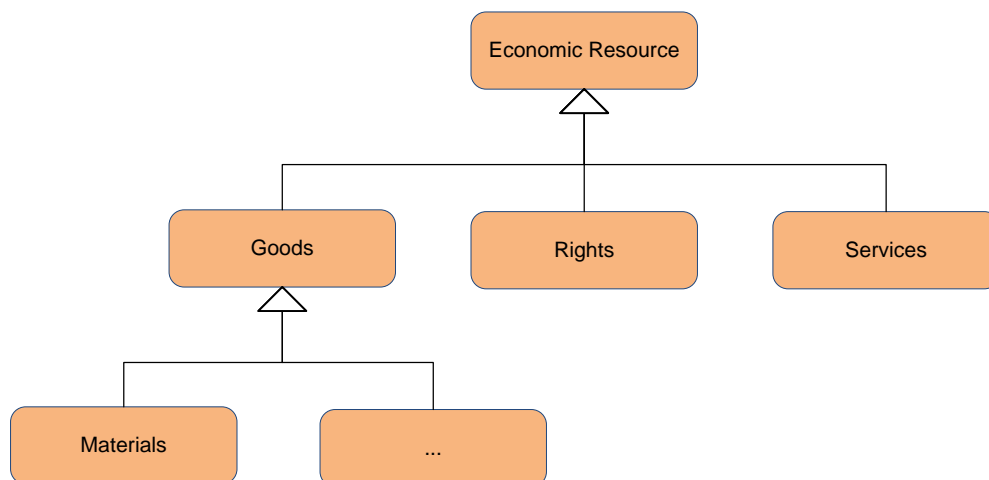 Economic Resource
Goods
Rights
Services
Materials
...